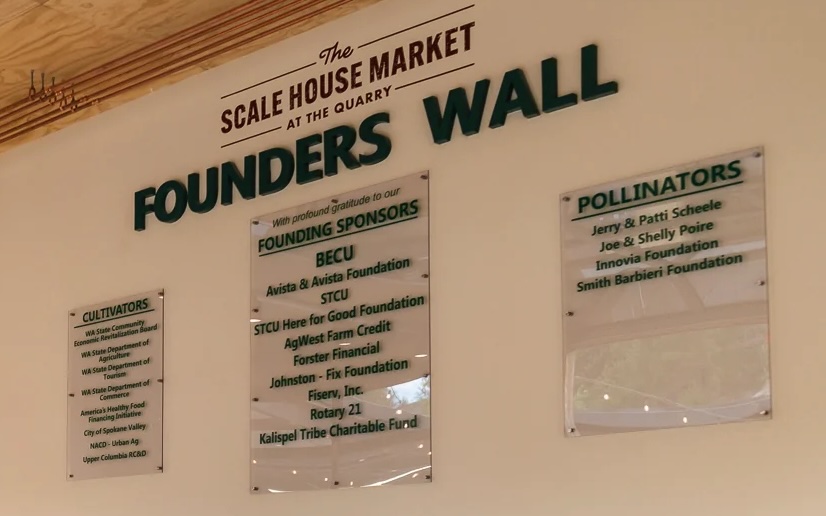 The
SCALE HOUSE MARKET
AT THE QUARRY
FOUNDERS WALL
CULTIVATORS
WA State Community
Economic Revitalization Board
WA State Department of
Agriculture
WA State Department of
Tourism
WA State Department of
Commerce
America's Healthy Food
Financing Initiative
City of Spokane Valley
NACD - Urban Ag
Upper Columbia RC&D
With profound gratitude to our
FOUNDING SPONSORS
BECU
Avista & Avista Foundation
STCU
STCU Here for Good Foundation
AgWest Farm Credit
Forster Financial
Johnston - Fix Foundation
Fiserv, Inc.
Rotary 21
Kalispel Tribe Charitable Fund
POLLINATORS
Jerry & Patti Scheele
Joe & Shelly Poire
Innovia Foundation
Smith Barbieri Foundation